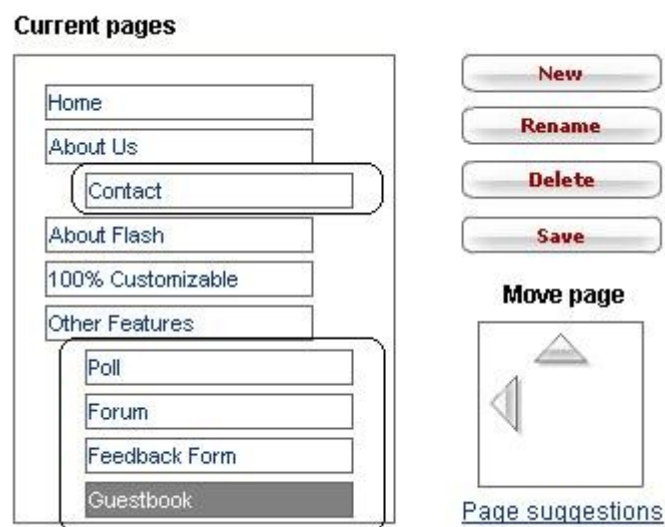 Current pages
Home
About Us
Contact
About Flash
100% Customizable
Other Features
Poll
Forum
Feedback Form
Guestbook
New
Rename
Delete
Save
Move page
Page suggestions